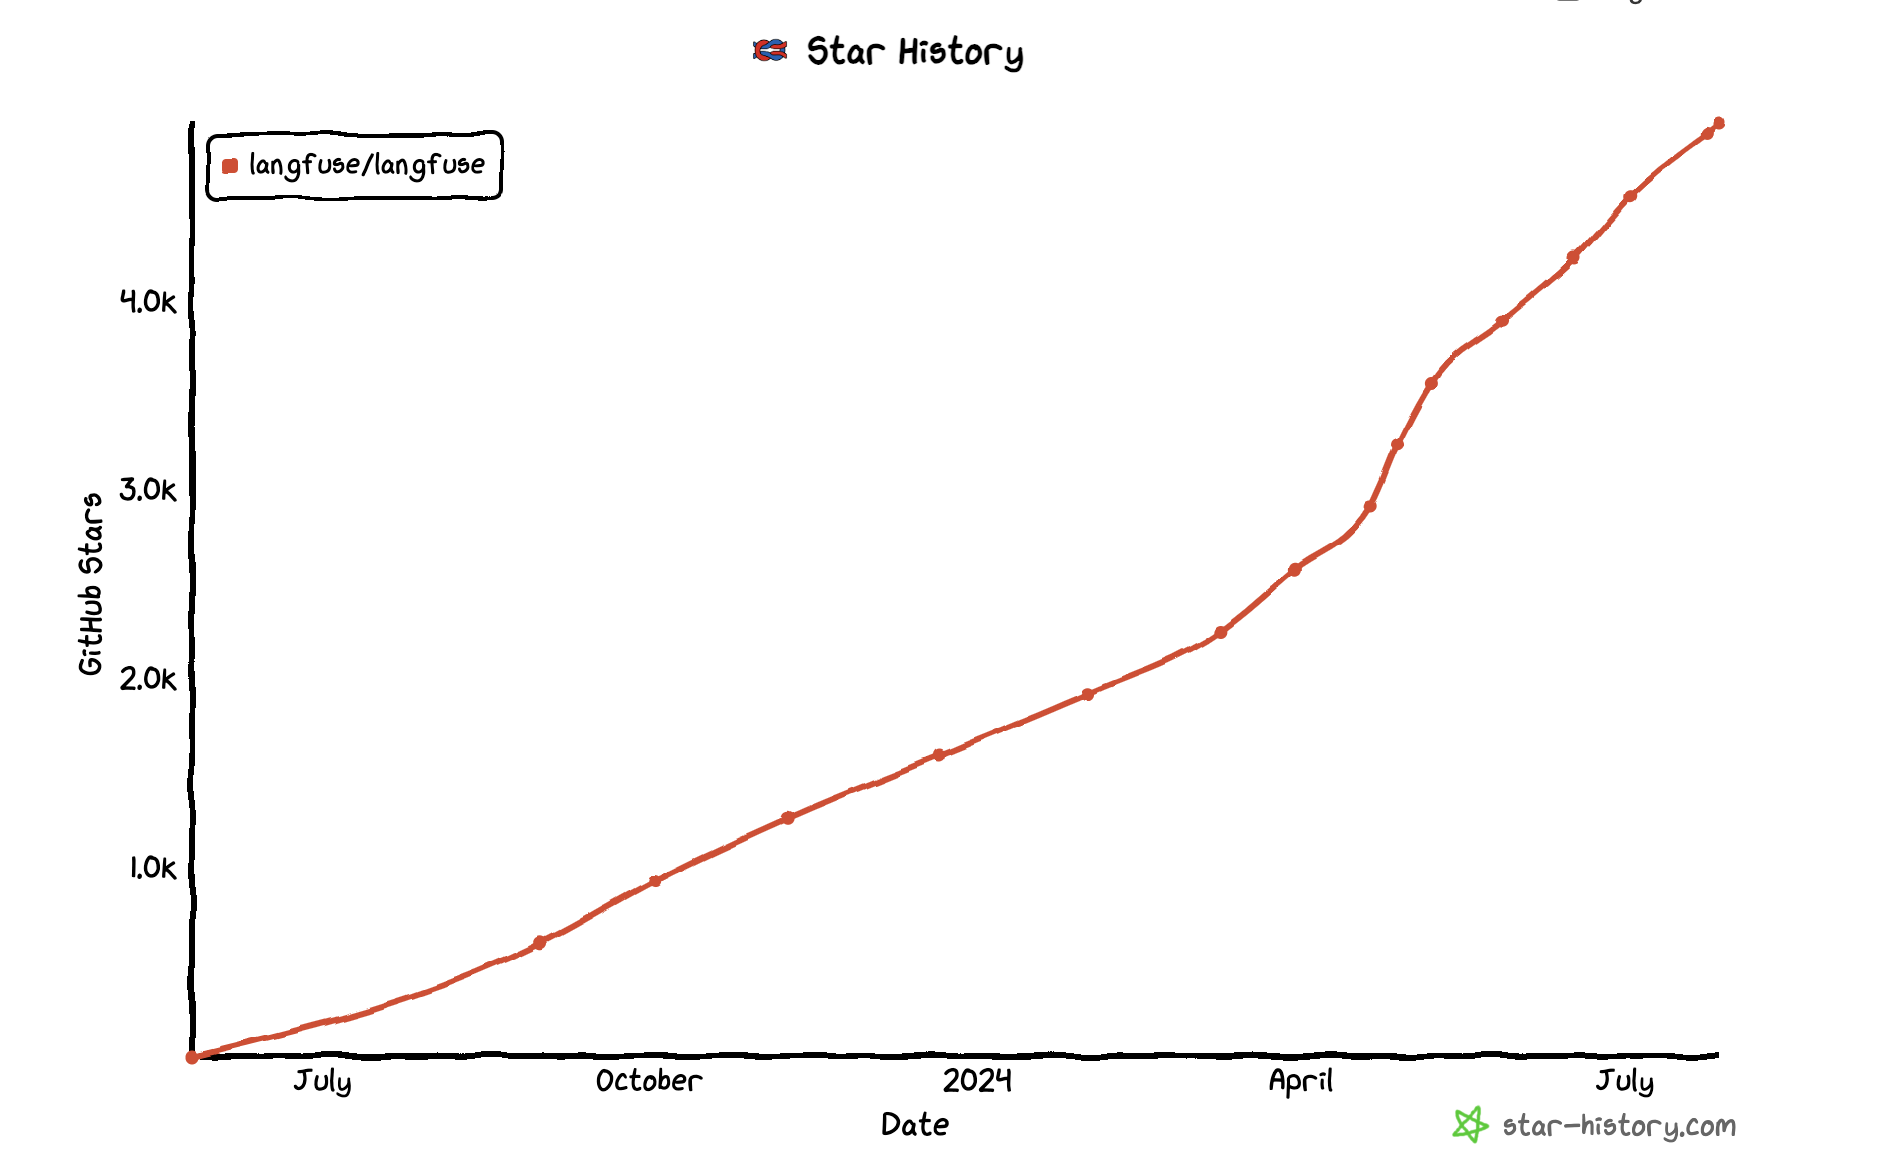 Star History
langfuse/langfuse
4.0K
3.0K
2.0K
1.0K
GitHub Stars
July
October
2024
April
July
Date
star-history.com